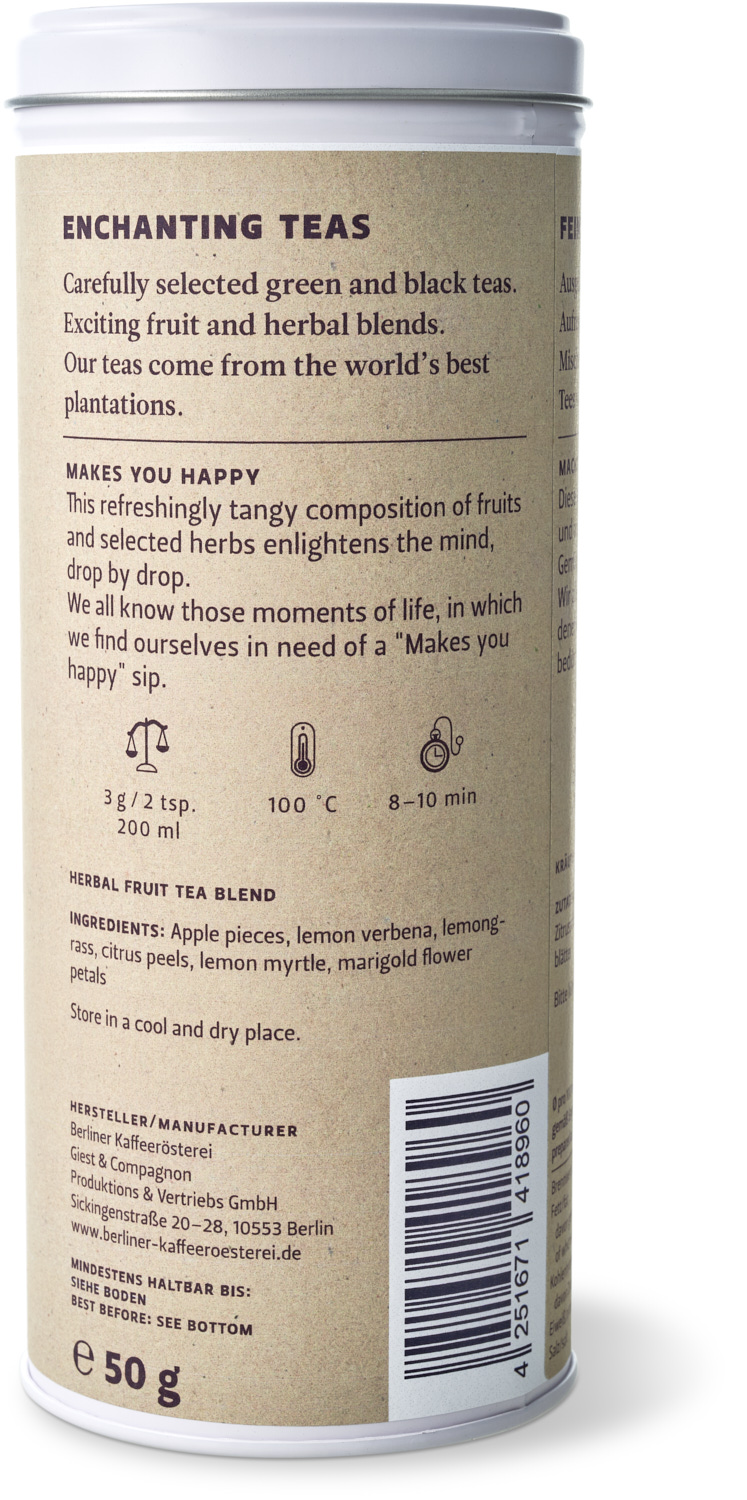 ENCHANTING TEAS
Carefully selected green and black teas.
Exciting fruit and herbal blends.
Our teas come from the world's best
plantations.
MAKES YOU HAPPY
This refreshingly tangy composition of fruits
and selected herbs enlightens the mind,
drop by drop.
We all know those moments of life, in which
we find ourselves in need of a "Makes you
happy" sip.
3 g / 2 tsp.
200 ml
100 °C
8–10 min
HERBAL FRUIT TEA BLEND
INGREDIENTS: Apple pieces, lemon verbena, lemong-
rass, citrus peels, lemon myrtle, marigold flower
petals
Store in a cool and dry place.
HERSTELLER/MANUFACTURER
Berliner Kaffeerösterei
Giest & Compagnon
Produktions & Vertriebs GmbH
Sickingenstraße 20–28, 10553 Berlin
www.berliner-kaffeeroesterei.de
MINDESTENS HALTBAR BIS:
SIEHE BODEN
BEST BEFORE: SEE BOTTOM
℮ 50 g
4 251671 418960